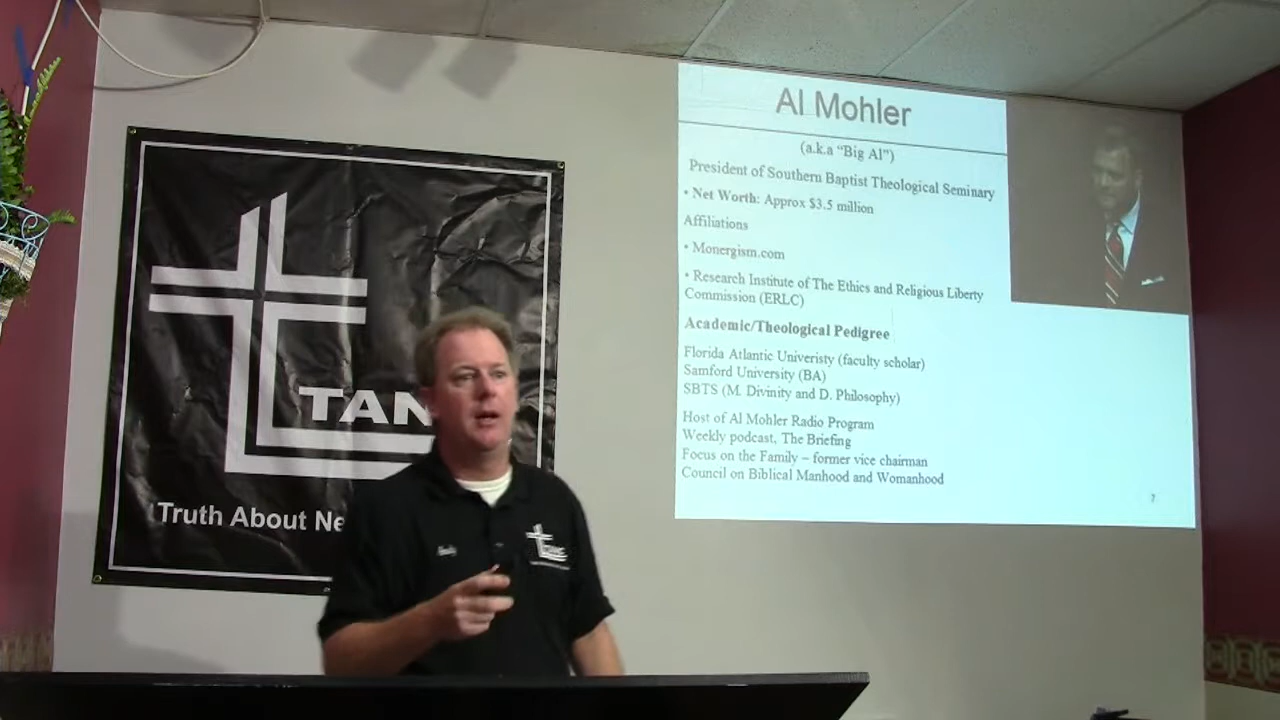 TAN
Truth About Ne
Al Mohler
(a.k.a “Big Al”)
President of Southern Baptist Theological Seminary
• Net Worth: Approx $3.5 million
Affiliations
• Monergism.com
• Research Institute of The Ethics and Religious Liberty
Commission (ERLC)
Academic/Theological Pedigree
Florida Atlantic Univeristy (faculty scholar)
Samford University (BA)
SBTS (M. Divinity and D. Philosophy)
Host of Al Mohler Radio Program
Weekly podcast, The Briefing
Focus on the Family – former vice chairman
Council on Biblical Manhood and Womanhood
7